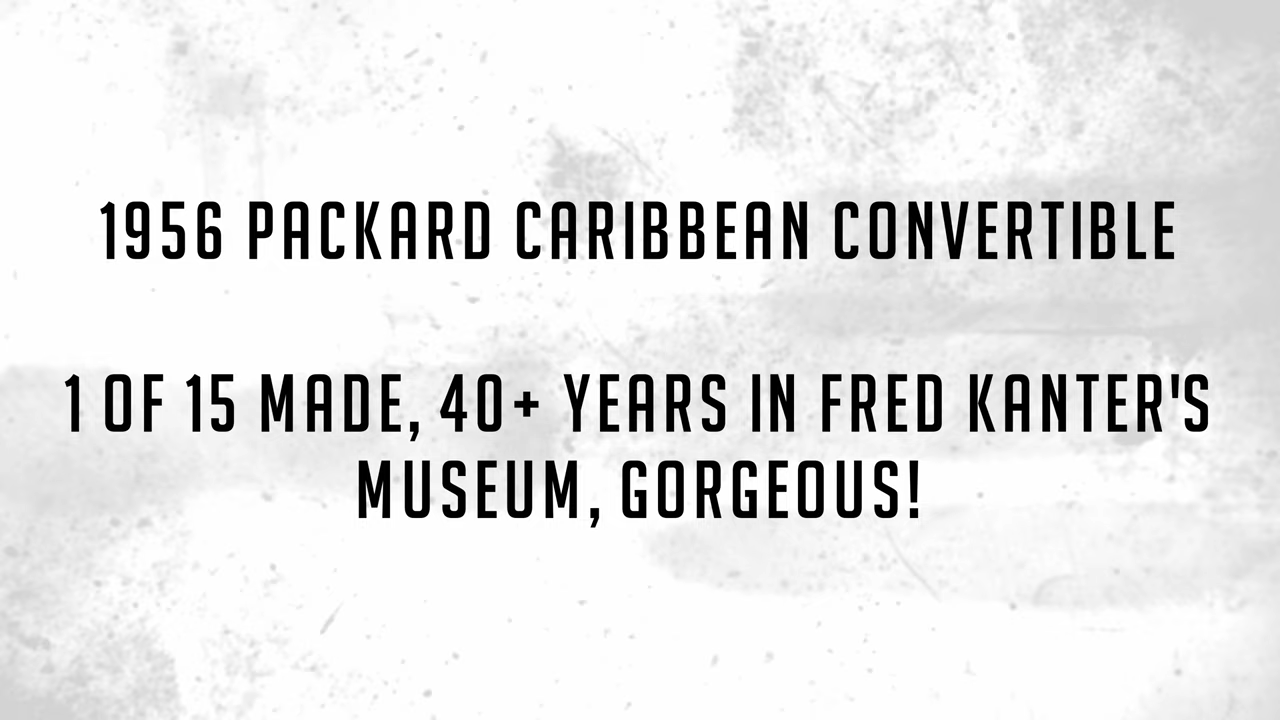 1956 PACKARD CARIBBEAN CONVERTIBLE
1 OF 15 MADE, 40+ YEARS IN FRED KANTER'S
MUSEUM, GORGEOUS!